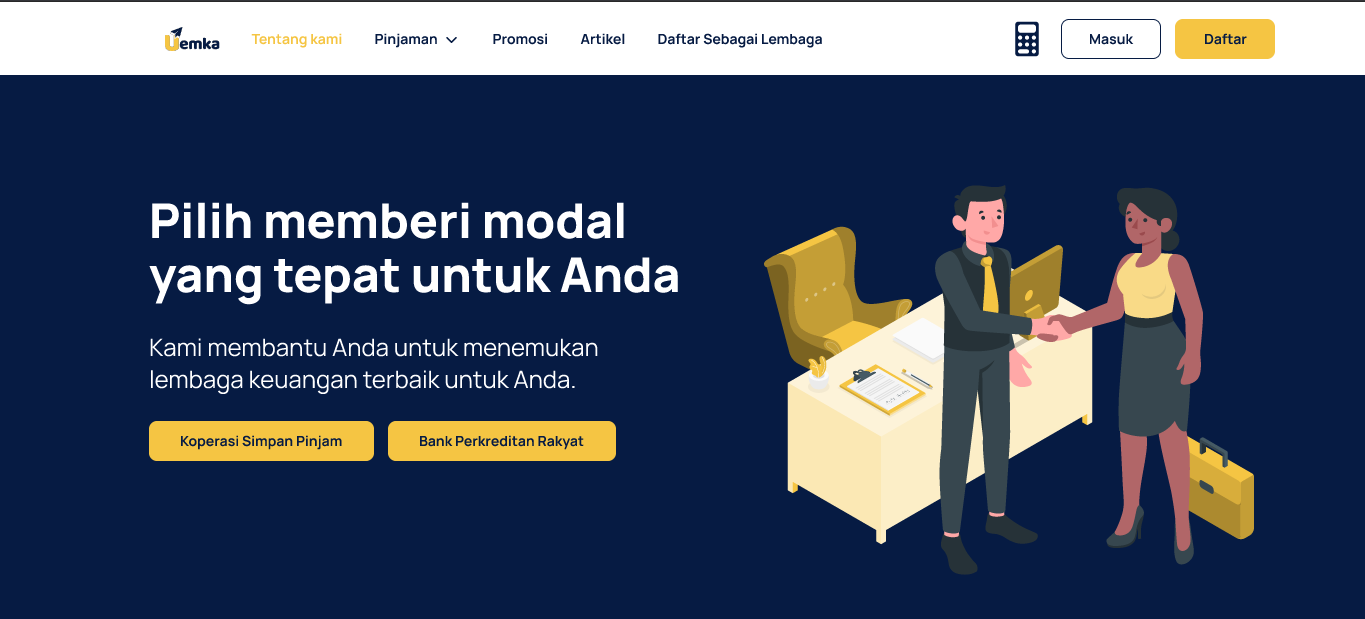 Uemka
Tentang kami
Pinjaman
Promosi
Artikel
Daftar Sebagai Lembaga
Masuk
Daftar
Pilih memberi modal
yang tepat untuk Anda
Kami membantu Anda untuk menemukan
lembaga keuangan terbaik untuk Anda.
Koperasi Simpan Pinjam
Bank Perkreditan Rakyat